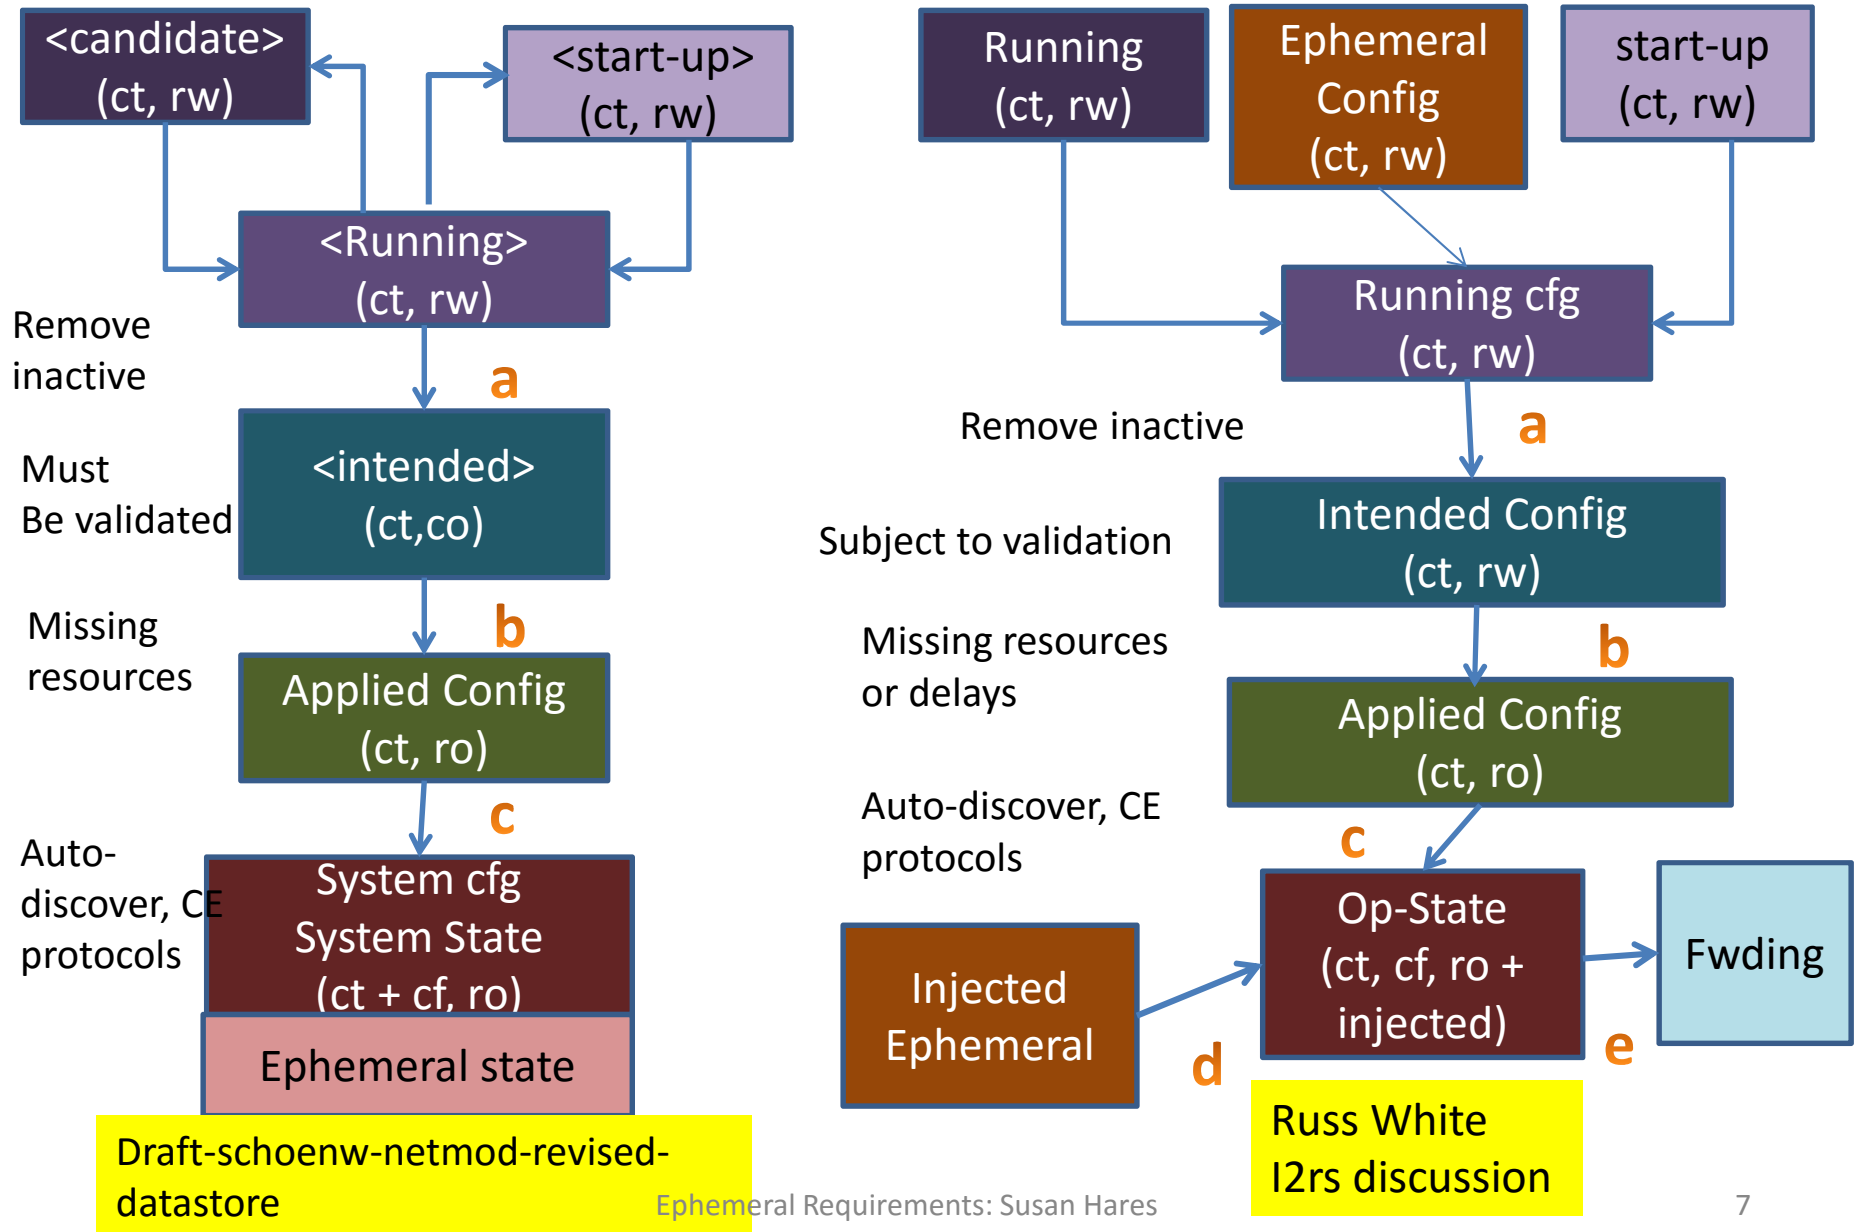 <candidate>
(ct, rw)
<start-up>
(ct, rw)
<Running>
(ct, rw)
Remove
inactive
a
Must
Be validated
<intended>
(ct,co)
Missing
resources
b
Applied Config
(ct, ro)
c
Auto-
discover, CE
protocols
System cfg
System State
(ct + cf, ro)
Ephemeral state
Draft-schoenw-netmod-revised-
datastore
Running
(ct, rw)
Ephemeral
Config
(ct, rw)
start-up
(ct, rw)
Running cfg
(ct, rw)
Remove inactive
a
Subject to validation
Intended Config
(ct, rw)
Missing resources
or delays
b
Applied Config
(ct, ro)
Auto-discover, CE
protocols
c
Injected
Ephemeral
d
Op-State
(ct, cf, ro +
injected)
e
Fwding
Russ White
I2rs discussion
Ephemeral Requirements: Susan Hares
7